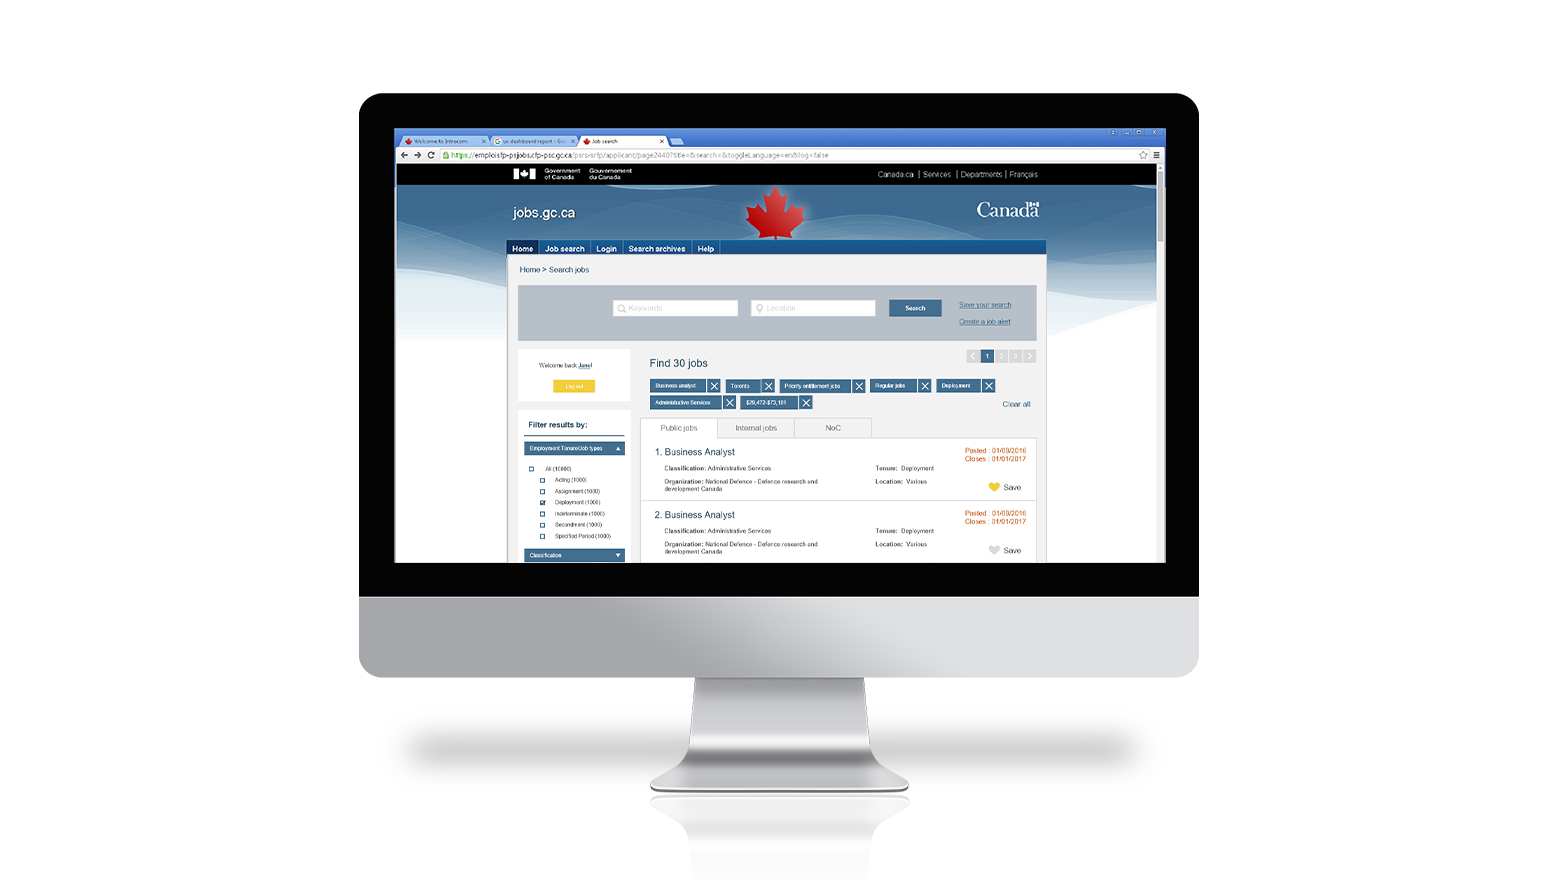 Welcome to Introcom
ux dashboard report - Go
Job search
https://emploisfp-psjobs.cfp-psc.gc.ca/psrs-srfp/applicant/page2440?title=&search=&toggleLanguage=en&log=false
Government of Canada
Gouvernement du Canada
Canada.ca | Services | Departments | Français
jobs.gc.ca
Canada
Home
Job search
Login
Search archives
Help
Home > Search jobs
Keywords
Location
Search
Save your search
Create a job alert
Welcome back Jane!
Log out
Find 30 jobs
1
2
3
Business analyst
Toronto
Priority entitlement jobs
Regular jobs
Deployment
Administrative Services
$29,472-$73,101
Clear all
Filter results by:
Employment Tenure/Job types
All (10000)
Acting (1000)
Assignment (1000)
Deployment (1000)
Indeterminate (1000)
Secondment (1000)
Specified Period (1000)
Classification
Public jobs
Internal jobs
NoC
1. Business Analyst
Posted : 01/09/2016
Closes : 01/01/2017
Classification: Administrative Services
Tenure: Deployment
Organization: National Defence - Defence research and
development Canada
Location: Various
Save
2. Business Analyst
Posted : 01/09/2016
Closes : 01/01/2017
Classification: Administrative Services
Tenure: Deployment
Organization: National Defence - Defence research and
development Canada
Location: Various
Save